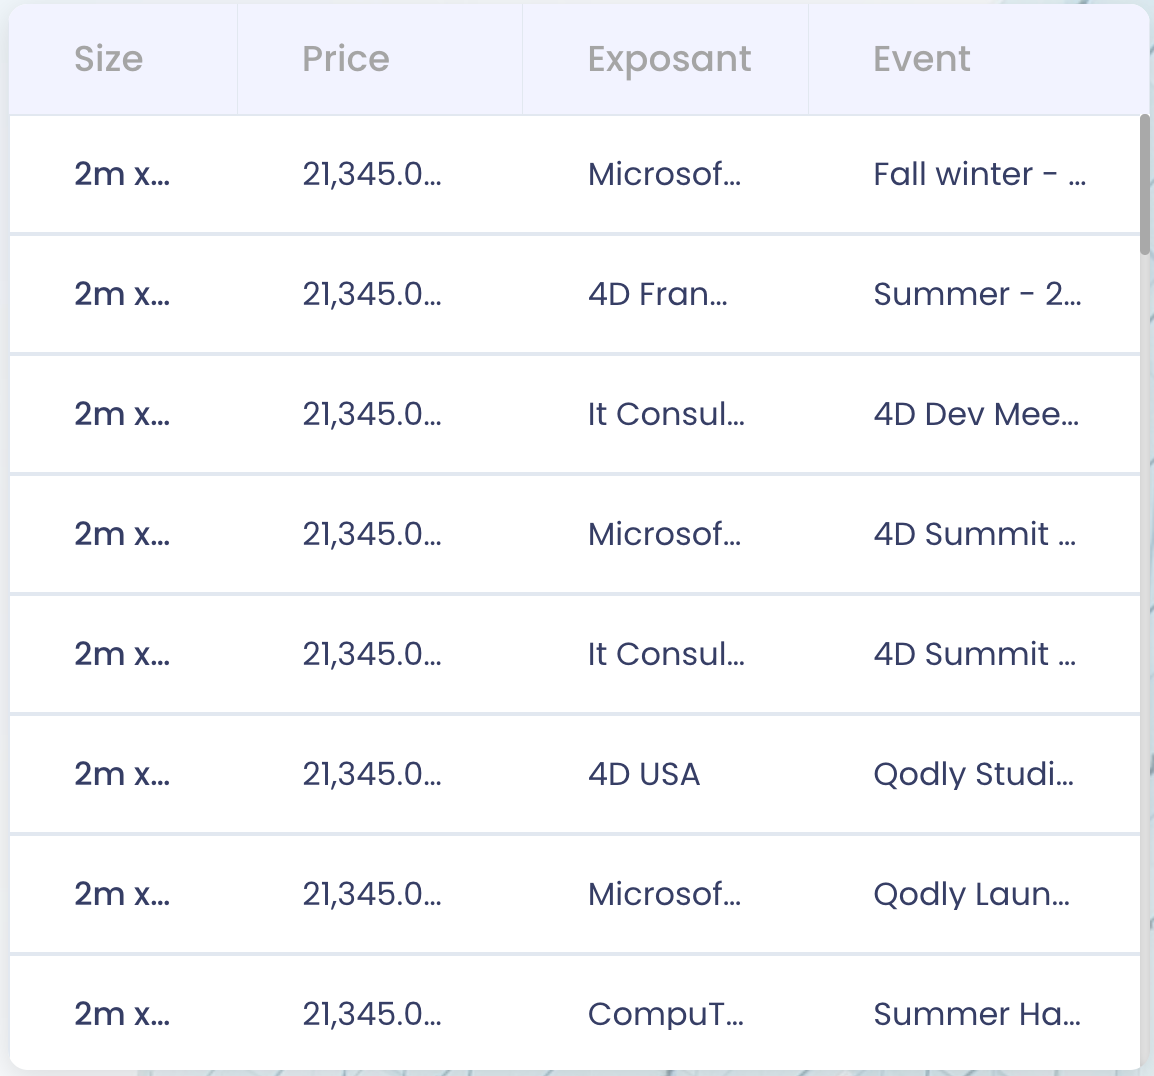 Size Price Exposant Event
2m x... 21,345.0... Microsof... Fall winter - ...
2m x... 21,345.0... 4D Fran... Summer - 2...
2m x... 21,345.0... It Consul... 4D Dev Mee...
2m x... 21,345.0... Microsof... 4D Summit ...
2m x... 21,345.0... It Consul... 4D Summit ...
2m x... 21,345.0... 4D USA Qodly Studi...
2m x... 21,345.0... Microsof... Qodly Laun...
2m x... 21,345.0... CompuT... Summer Ha...